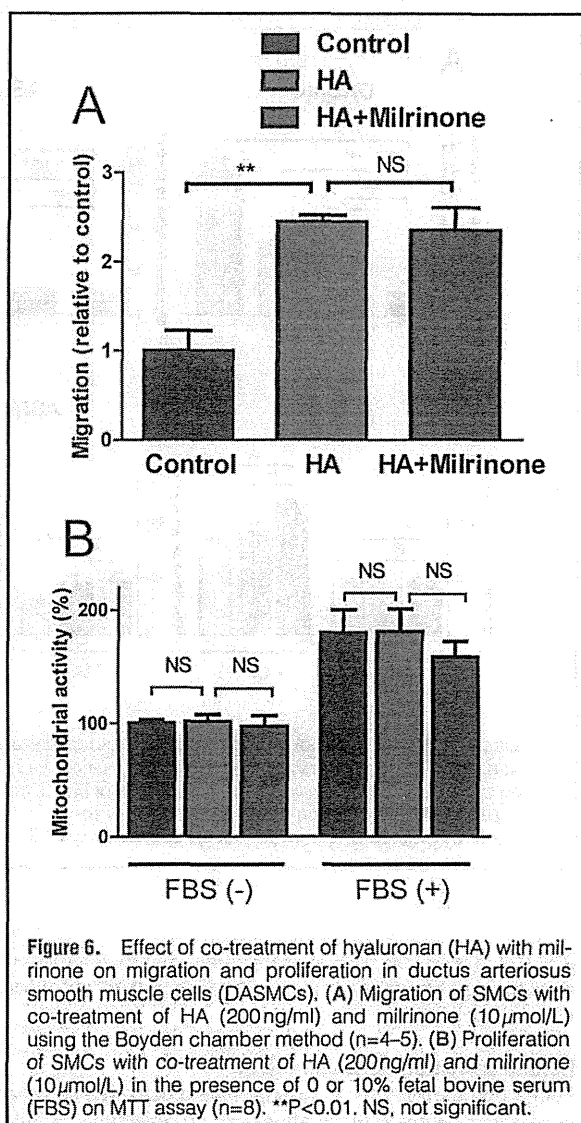 Control
HA
HA+Milrinone
A
**
NS
Migration (relative to control)
3
2
1
0
Control HA HA+Milrinone
B
NS NS
NS NS
Mitochondrial activity (%)
200
100
0
FBS (-) FBS (+)
Figure 6. Effect of co-treatment of hyaluronan (HA) with mil-
rinone on migration and proliferation in ductus arteriosus
smooth muscle cells (DASMCs). (A) Migration of SMCs with
co-treatment of HA (200 ng/ml) and milrinone (10 μmol/L)
using the Boyden chamber method (n=4–5). (B) Proliferation
of SMCs with co-treatment of HA (200 ng/ml) and milrinone
(10 μmol/L) in the presence of 0 or 10% fetal bovine serum
(FBS) on MTT assay (n=8). **P<0.01. NS, not significant.